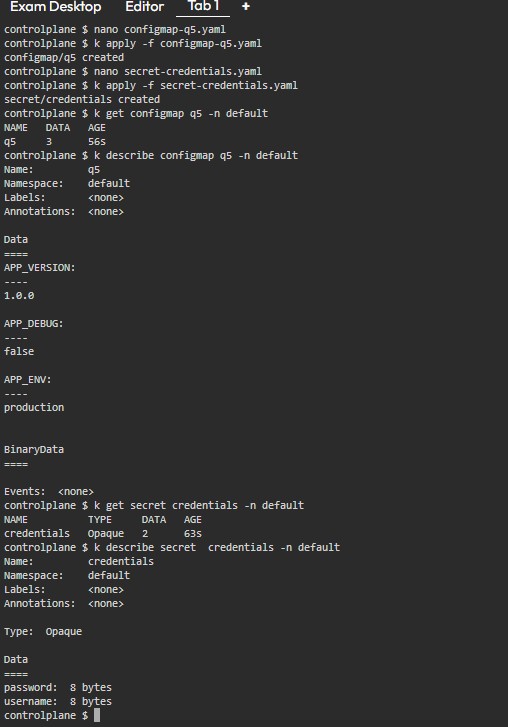 Exam Desktop Editor Tab 1 +
controlplane $ nano configmap-q5.yaml
controlplane $ k apply -f configmap-q5.yaml
configmap/q5 created
controlplane $ nano secret-credentials.yaml
controlplane $ k apply -f secret-credentials.yaml
secret/credentials created
controlplane $ k get configmap q5 -n default
NAME   DATA   AGE
q5     3      56s
controlplane $ k describe configmap q5 -n default
Name:         q5
Namespace:    default
Labels:       <none>
Annotations:  <none>

Data
====
APP_VERSION:
----
1.0.0

APP_DEBUG:
----
false

APP_ENV:
----
production


BinaryData
====

Events:  <none>
controlplane $ k get secret credentials -n default
NAME          TYPE     DATA   AGE
credentials   Opaque   2      63s
controlplane $ k describe secret  credentials -n default
Name:         credentials
Namespace:    default
Labels:       <none>
Annotations:  <none>

Type:  Opaque

Data
====
password:  8 bytes
username:  8 bytes
controlplane $